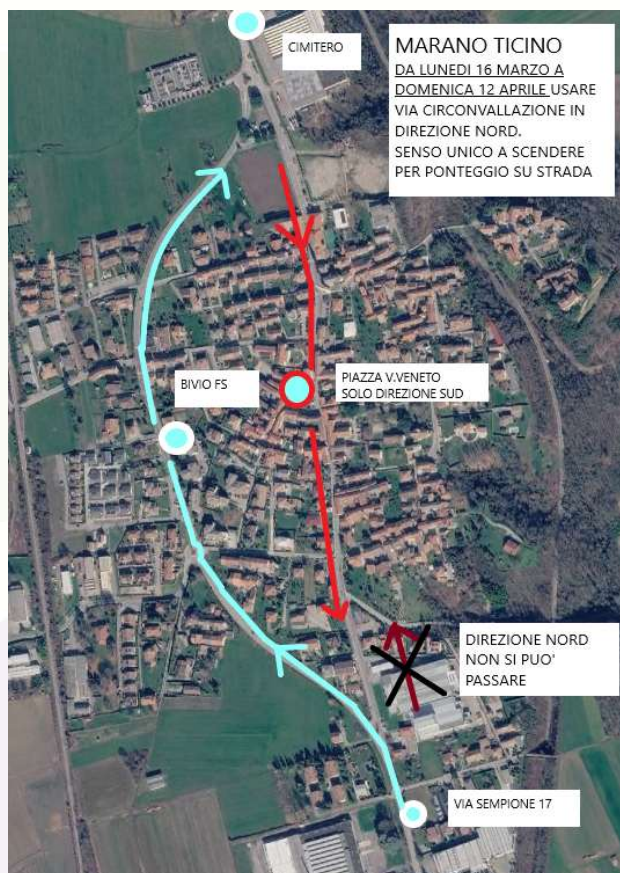 CIMITERO
MARANO TICINO
DA LUNEDI 16 MARZO A
DOMENICA 12 APRILE USARE
VIA CIRCONVALLAZIONE IN
DIREZIONE NORD.
SENSO UNICO A SCENDERE
PER PONTEGGIO SU STRADA
BIVIO FS
PIAZZA V.VENETO
SOLO DIREZIONE SUD
DIREZIONE NORD
NON SI PUO'
PASSARE
VIA SEMPIONE 17